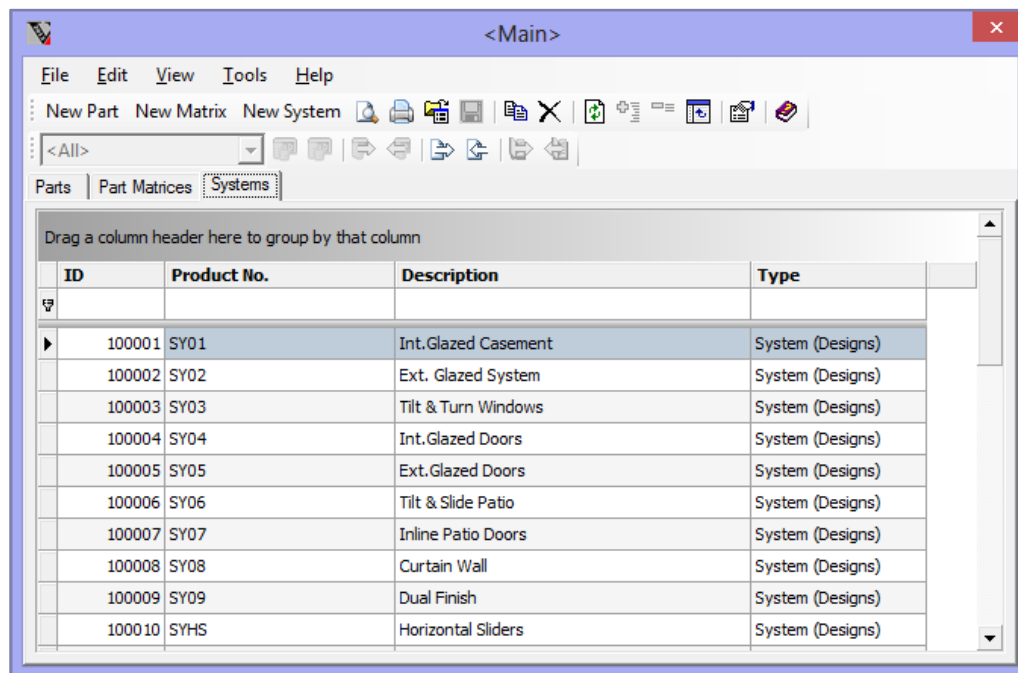 <Main>
File Edit View Tools Help
New Part New Matrix New System
<All>
Parts Part Matrices Systems
Drag a column header here to group by that column
ID Product No. Description Type
100001 SY01 Int.Glazed Casement System (Designs)
100002 SY02 Ext. Glazed System System (Designs)
100003 SY03 Tilt & Turn Windows System (Designs)
100004 SY04 Int.Glazed Doors System (Designs)
100005 SY05 Ext.Glazed Doors System (Designs)
100006 SY06 Tilt & Slide Patio System (Designs)
100007 SY07 Inline Patio Doors System (Designs)
100008 SY08 Curtain Wall System (Designs)
100009 SY09 Dual Finish System (Designs)
100010 SYHS Horizontal Sliders System (Designs)